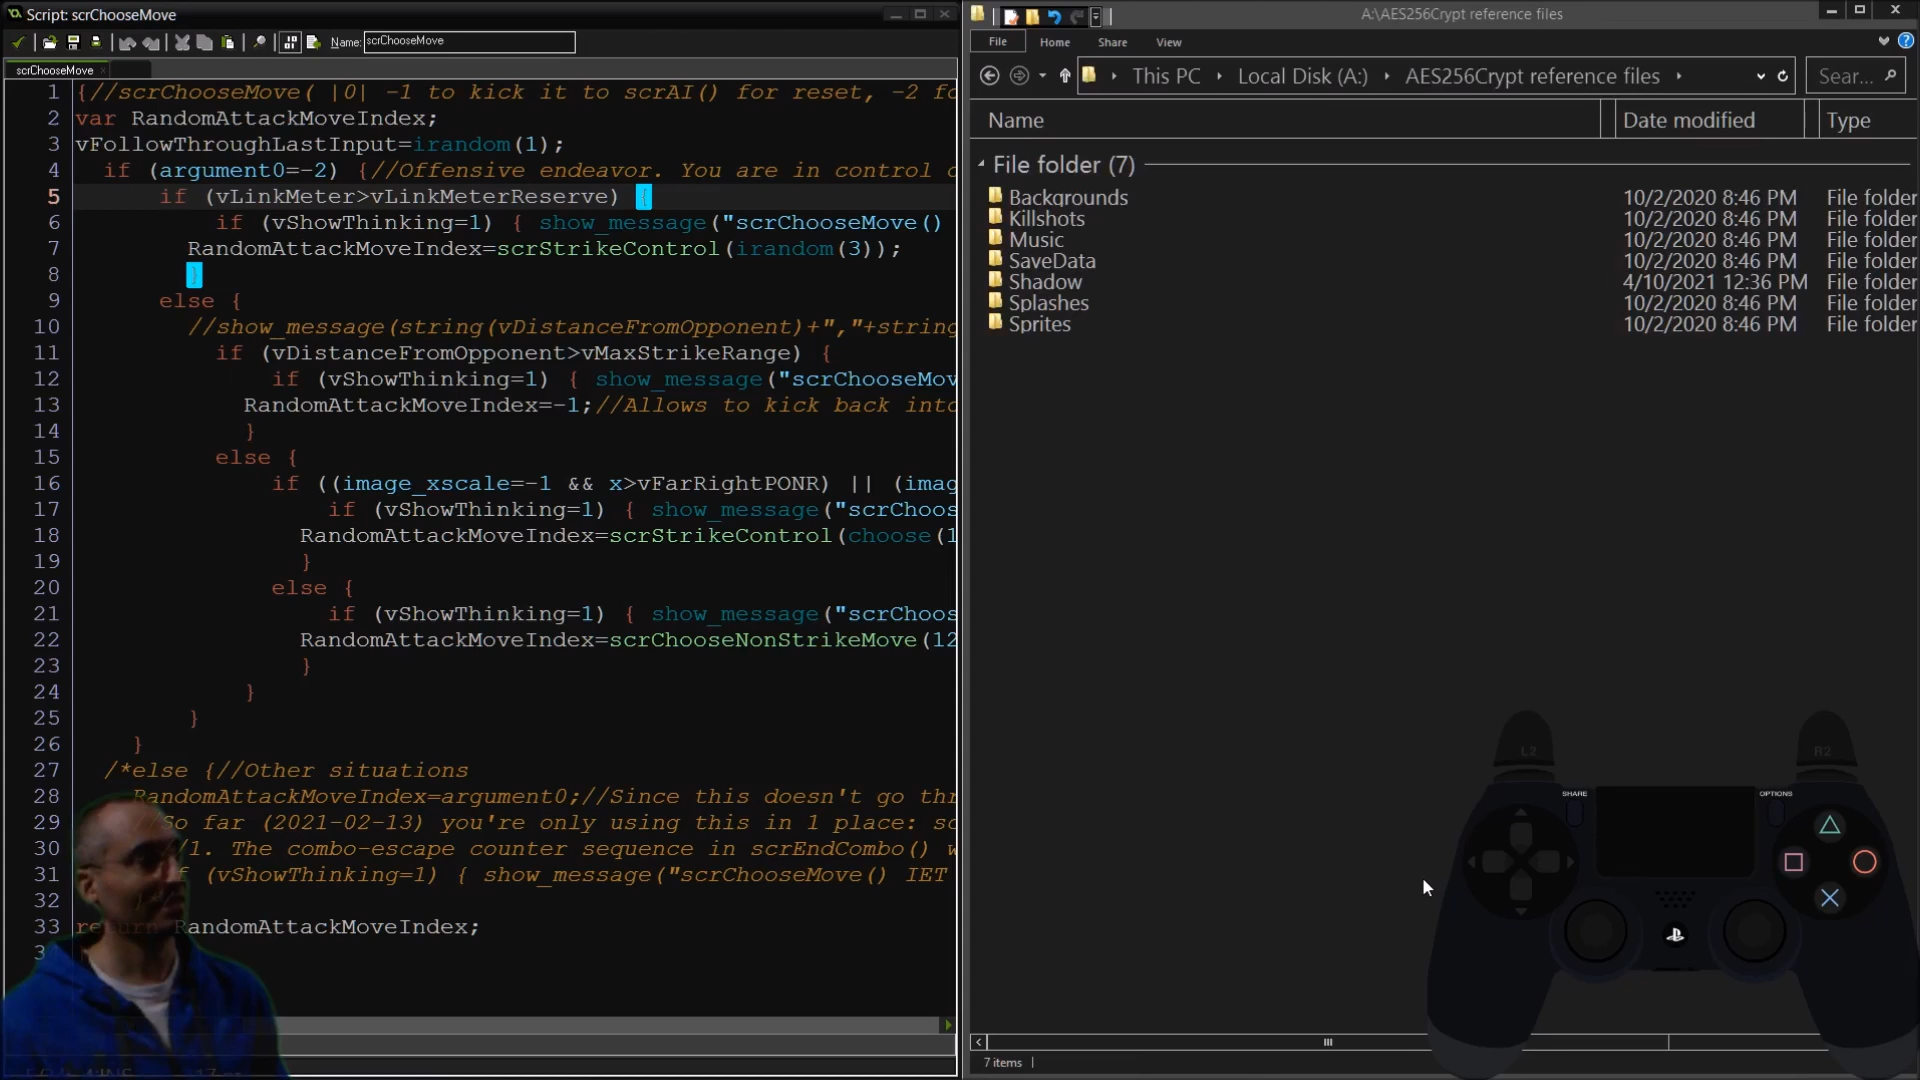 Script: scrChooseMove
Name: scrChooseMove
scrChooseMove
1 {//scrChooseMove( |0| -1 to kick it to scrAI() for reset, -2 fo
2 var RandomAttackMoveIndex;
3 vFollowThroughLastInput=irandom(1);
4 if (argument0=-2) {//Offensive endeavor. You are in control o
5 if (vLinkMeter>vLinkMeterReserve) {
6 if (vShowThinking=1) { show_message("scrChooseMove()
7 RandomAttackMoveIndex=scrStrikeControl(irandom(3));
8 }
9 else {
10 //show_message(string(vDistanceFromOpponent)+","+string
11 if (vDistanceFromOpponent>vMaxStrikeRange) {
12 if (vShowThinking=1) { show_message("scrChooseMov
13 RandomAttackMoveIndex=-1;//Allows to kick back into
14 }
15 else {
16 if ((image_xscale=-1 && x>vFarRightPONR) || (imag
17 if (vShowThinking=1) { show_message("scrChoos
18 RandomAttackMoveIndex=scrStrikeControl(choose(1
19 }
20 else {
21 if (vShowThinking=1) { show_message("scrChoos
22 RandomAttackMoveIndex=scrChooseNonStrikeMove(12
23 }
24 }
25 }
26 }
27 /*else {//Other situations
28 RandomAttackMoveIndex=argument0;//Since this doesn't go thr
29 So far (2021-02-13) you're only using this in 1 place: sc
30 /1. The combo-escape counter sequence in scrEndCombo() w
31 (vShowThinking=1) { show_message("scrChooseMove() IET
32
33 return RandomAttackMoveIndex;
3
A:\AES256Crypt reference files
File Home Share View
This PC Local Disk (A:) AES256Crypt reference files
Sear...
Name Date modified Type
File folder (7)
Backgrounds 10/2/2020 8:46 PM File folder
Killshots 10/2/2020 8:46 PM File folder
Music 10/2/2020 8:46 PM File folder
SaveData 10/2/2020 8:46 PM File folder
Shadow 4/10/2021 12:36 PM File folder
Splashes 10/2/2020 8:46 PM File folder
Sprites 10/2/2020 8:46 PM File folder
L2 R2
SHARE OPTIONS
7 items